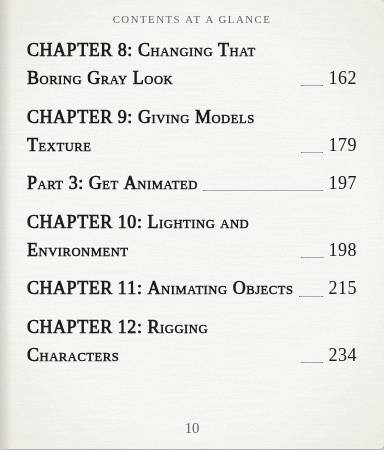 CONTENTS AT A GLANCE
CHAPTER 8: Changing That
Boring Gray Look 162
CHAPTER 9: Giving Models
Texture 179
Part 3: Get Animated 197
CHAPTER 10: Lighting and
Environment 198
CHAPTER 11: Animating Objects 215
CHAPTER 12: Rigging
Characters 234
10